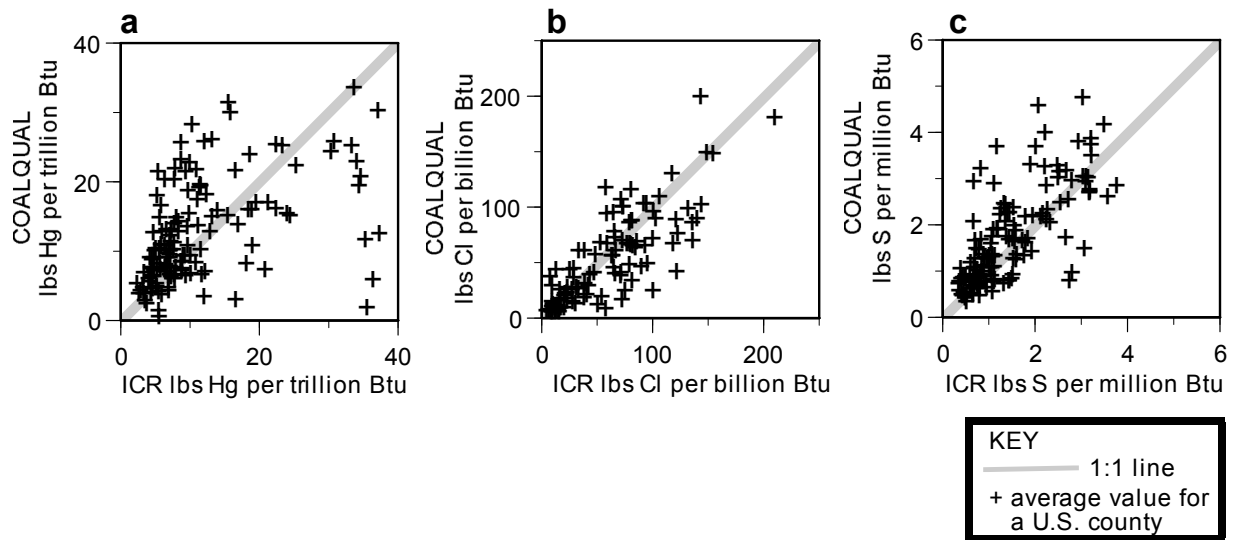 a
COALQUAL
lbs Hg per trillion Btu
40
20
0
0
20
40
ICR lbs Hg per trillion Btu
b
COALQUAL
lbs Cl per billion Btu
200
100
0
0
100
200
ICR lbs Cl per billion Btu
c
COALQUAL
lbs S per million Btu
6
4
2
0
0
2
4
6
ICR lbs S per million Btu
KEY
1:1 line
+ average value for
a U.S. county